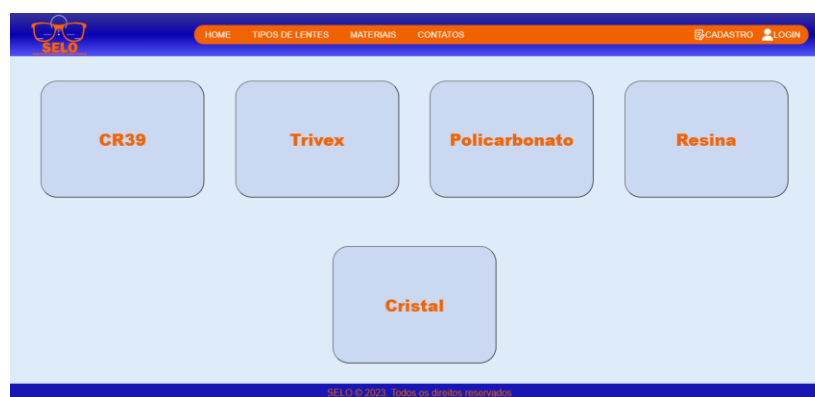 SELO
HOME TIPOS DE LENTES MATERIAIS CONTATOS CADASTRO LOGIN
CR39 Trivex Policarbonato Resina
Cristal
SELO © 2023. Todos os direitos reservados